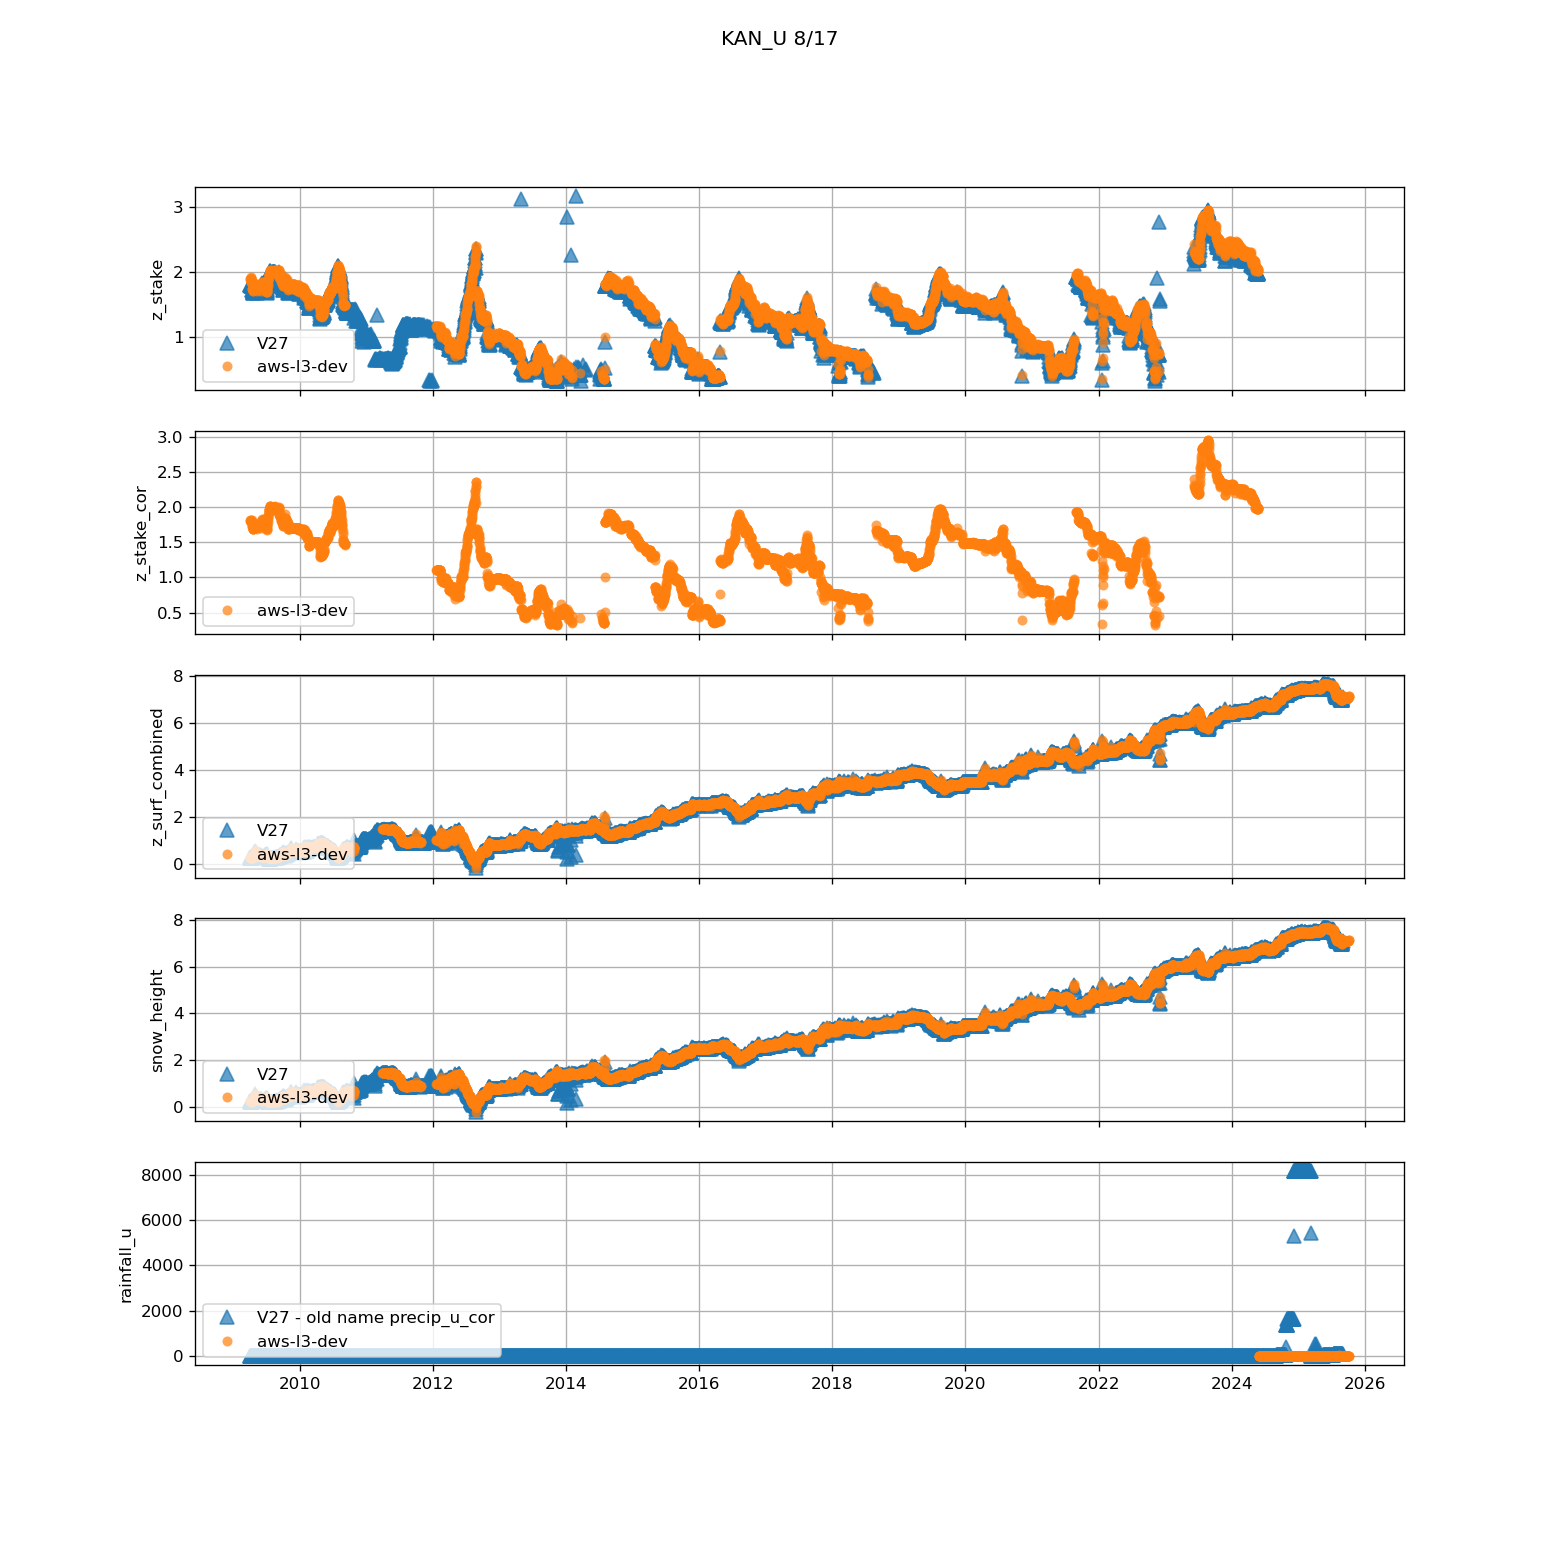 KAN_U 8/17
z_stake
3
2
1
V27
aws-l3-dev
z_stake_cor
3.0
2.5
2.0
1.5
1.0
0.5
aws-l3-dev
z_surf_combined
8
6
4
2
0
V27
aws-l3-dev
snow_height
8
6
4
2
0
V27
aws-l3-dev
rainfall_u
8000
6000
4000
2000
0
V27 - old name precip_u_cor
aws-l3-dev
2010 2012 2014 2016 2018 2020 2022 2024 2026